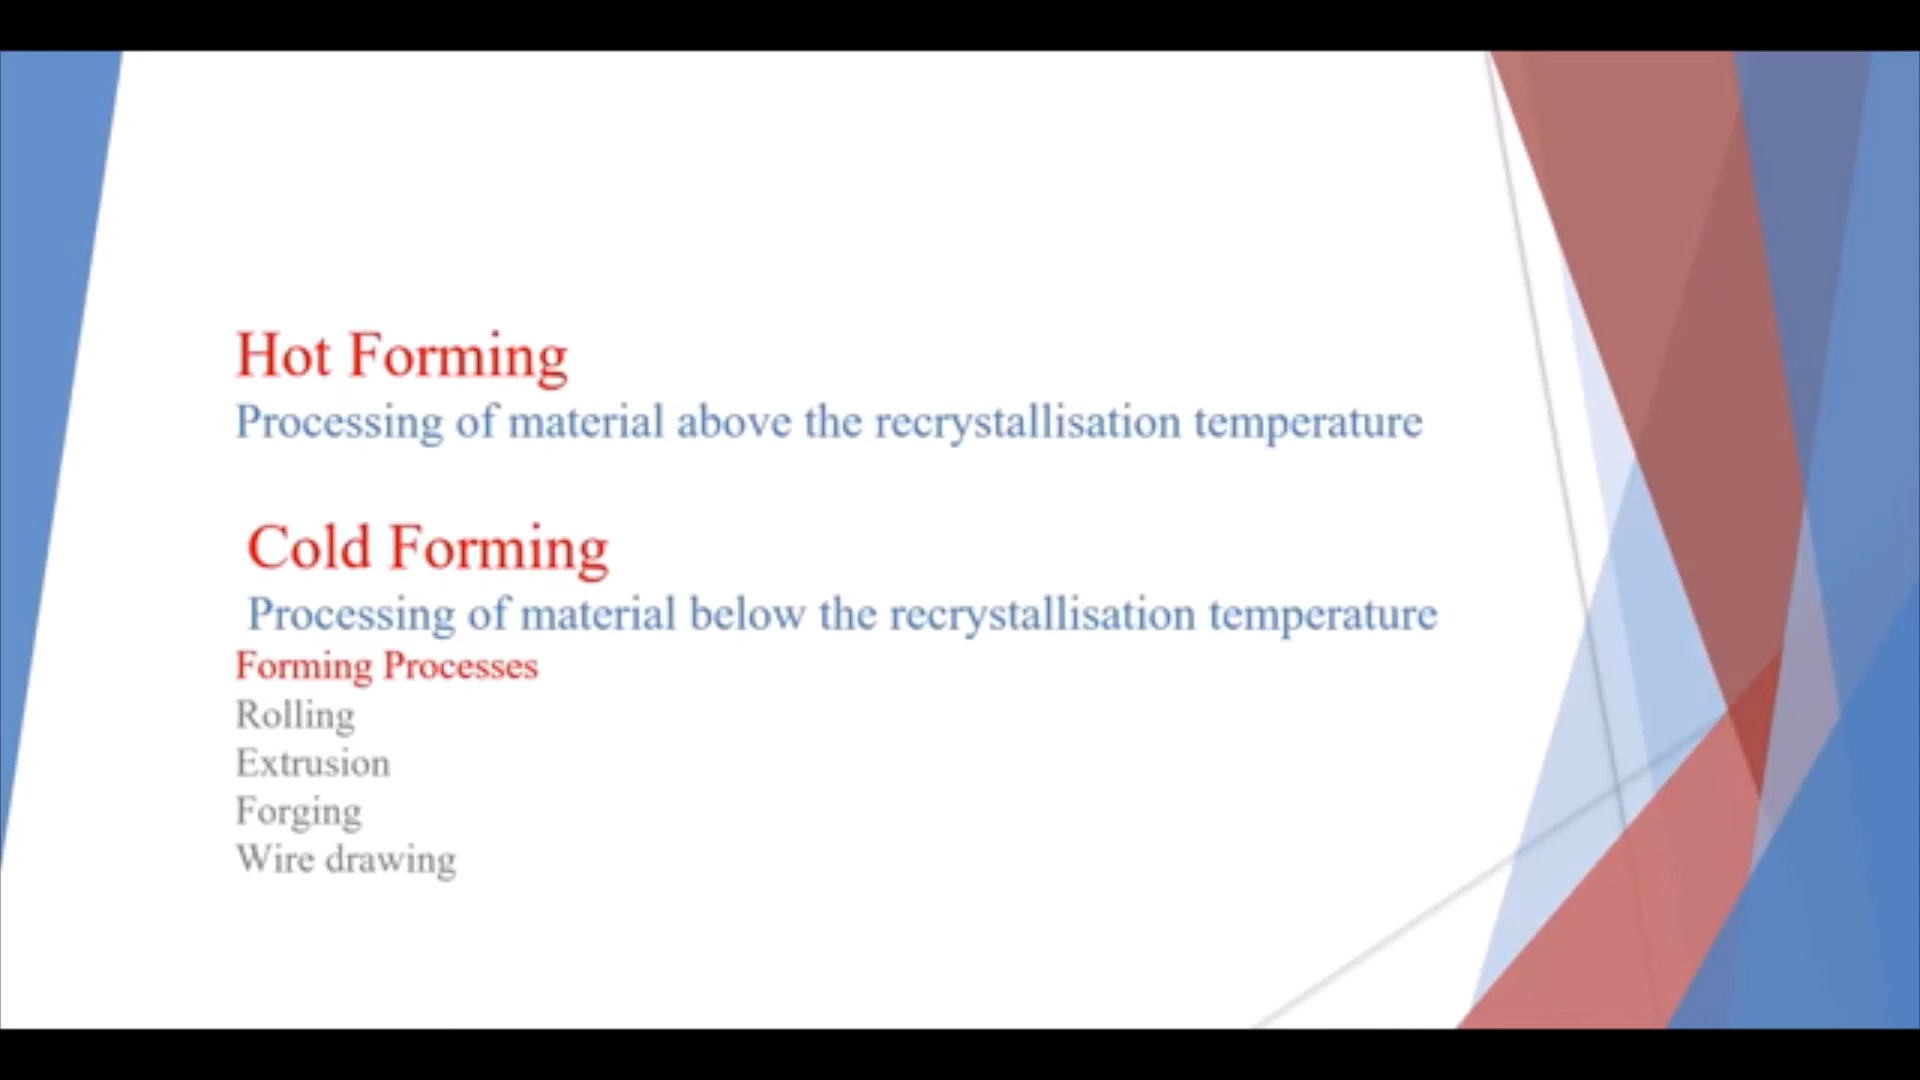 Hot Forming
Processing of material above the recrystallisation temperature
Cold Forming
Processing of material below the recrystallisation temperature
Forming Processes
Rolling
Extrusion
Forging
Wire drawing